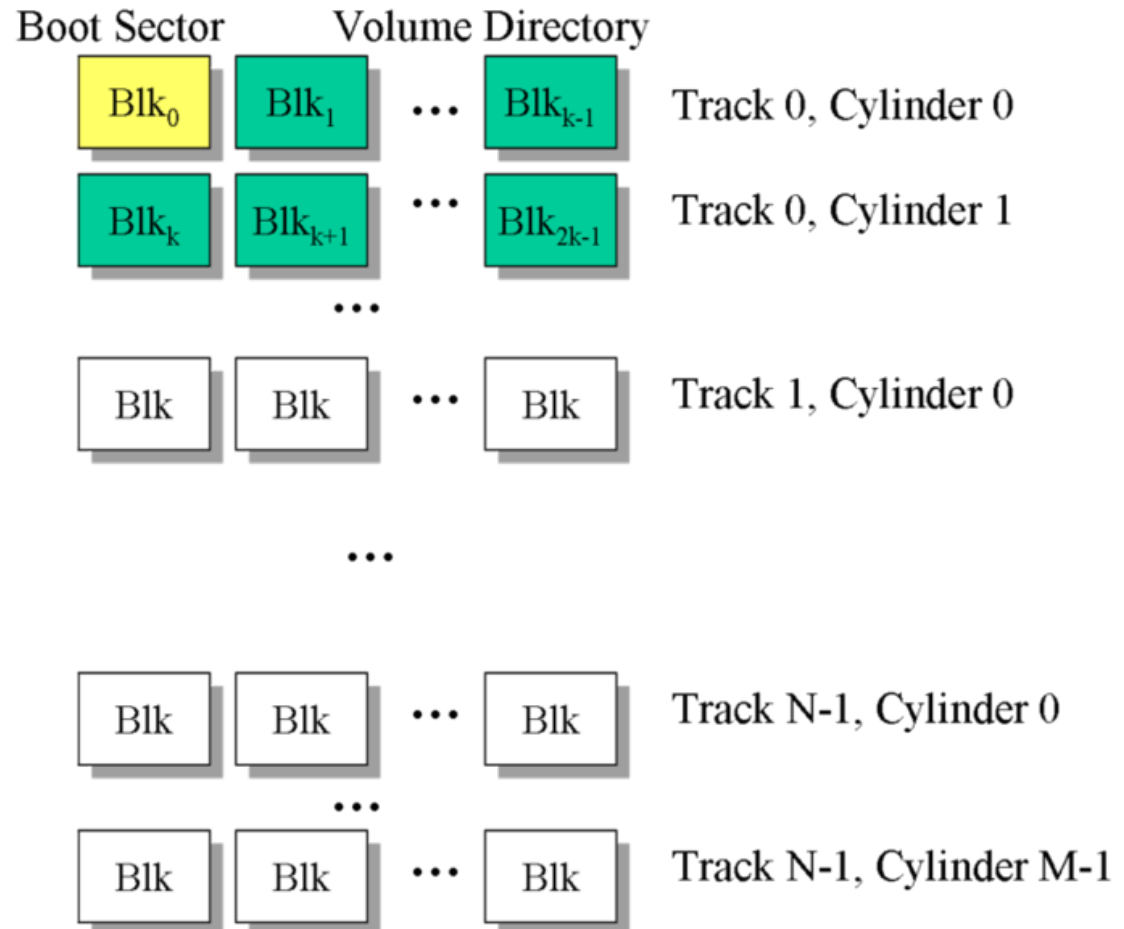 Boot Sector Volume Directory
Blk₀ Blk₁ ... Blkₖ₋₁ Track 0, Cylinder 0
Blkₖ Blkₖ₊₁ ... Blk₂ₖ₋₁ Track 0, Cylinder 1
...
Blk Blk ... Blk Track 1, Cylinder 0
...
Blk Blk ... Blk Track N-1, Cylinder 0
...
Blk Blk ... Blk Track N-1, Cylinder M-1